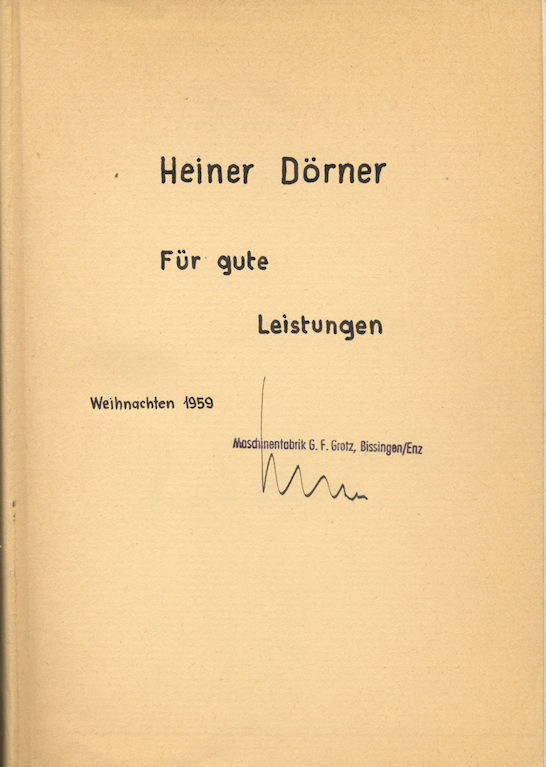 Heiner Dörner
Für gute
Leistungen
Weihnachten 1959
Maschinenfabrik G. F. Grotz, Bissingen/Enz